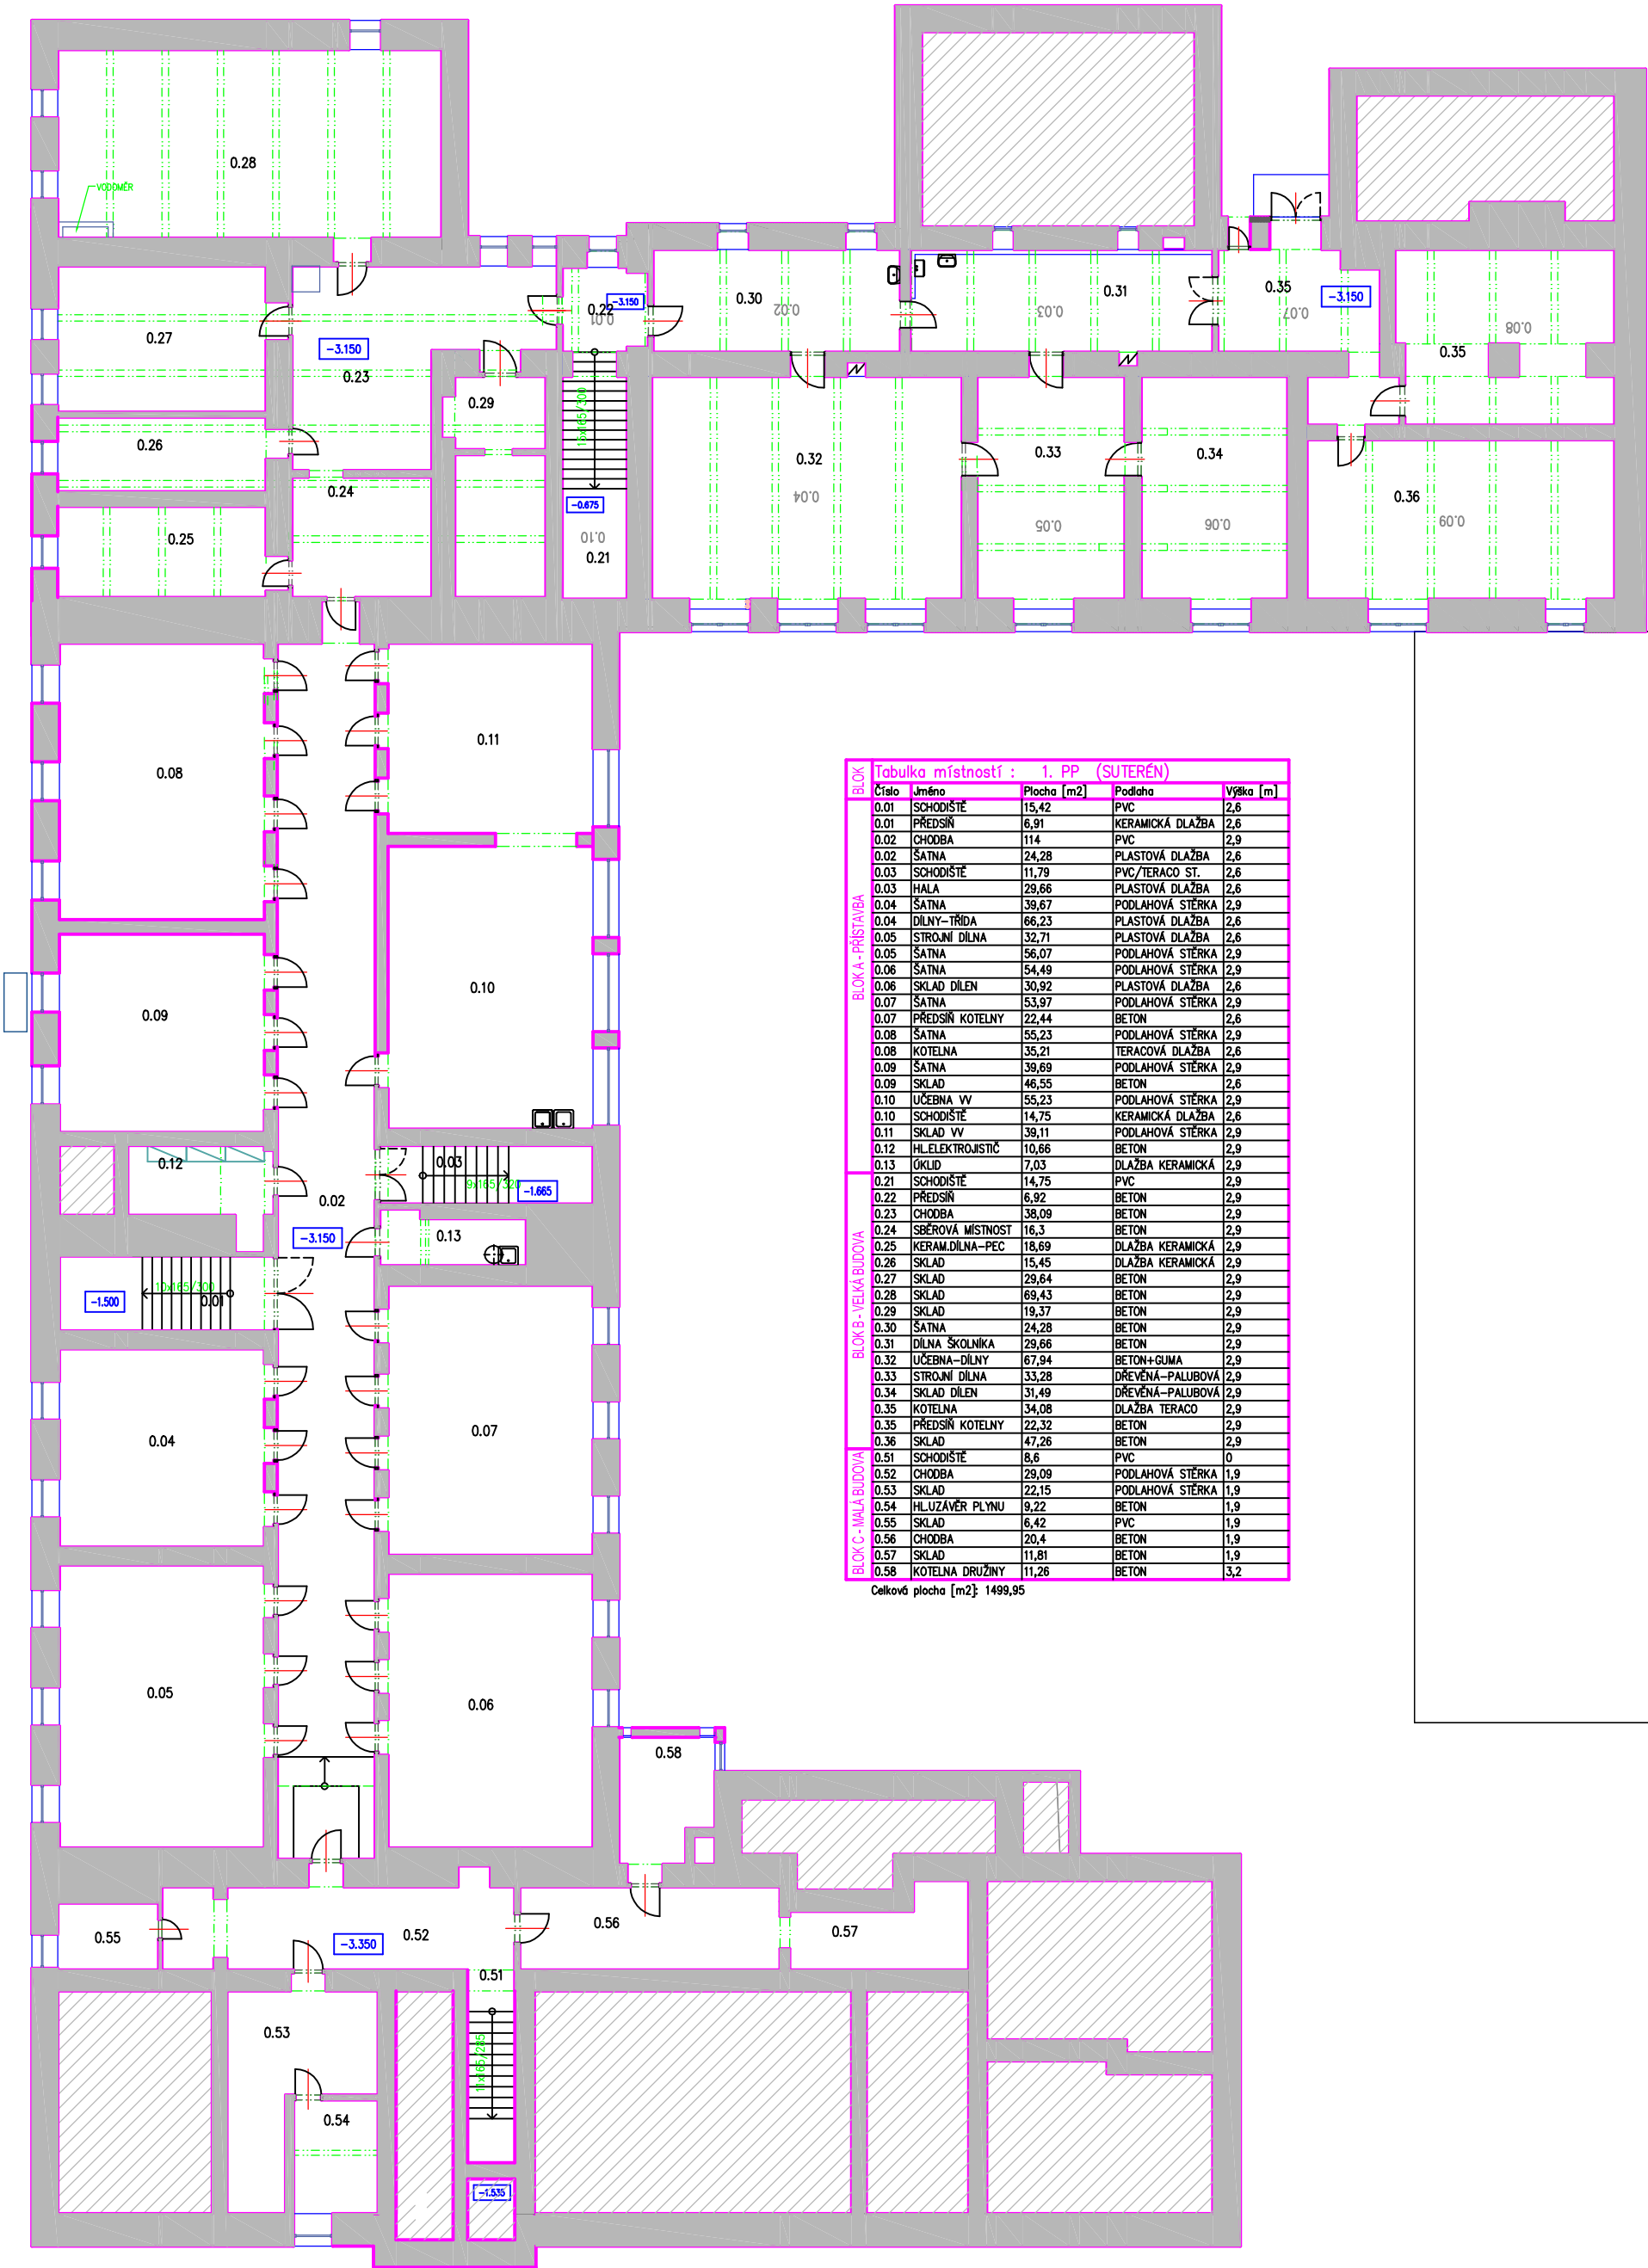 0.28
VODOMĚR
0.27
-3.150
0.23
0.22
0.01
-3.150
0.30
0.02
0.31
0.03
0.35
-3.150
0.07
0.35
0.08
0.29
0.26
0.24
0.25
-0.675
0.10
0.21
0.32
0.04
0.33
0.05
0.34
0.06
0.36
0.09
0.08
0.11
0.09
0.10
0.12
0.02
0.03
9x165/320
-1.665
-3.150
0.13
10x165/300
-1.500
0.01
0.04
0.07
0.05
0.06
0.58
0.55
-3.350
0.52
0.56
0.57
0.51
0.53
0.54
-1.535
BLOK
Tabulka místností : 1. PP (SUTERÉN)
Číslo Jméno Plocha [m2] Podlaha Výška [m]
BLOK A - PŘÍSTAVBA
0.01 SCHODIŠTĚ 15,42 PVC 2,6
0.01 PŘEDSÍŇ 6,91 KERAMICKÁ DLAŽBA 2,6
0.02 CHODBA 114 PVC 2,9
0.02 ŠATNA 24,28 PLASTOVÁ DLAŽBA 2,6
0.03 SCHODIŠTĚ 11,79 PVC/TERACO ST. 2,6
0.03 HALA 29,66 PLASTOVÁ DLAŽBA 2,6
0.04 ŠATNA 39,67 PODLAHOVÁ STĚRKA 2,9
0.04 DÍLNY-TŘÍDA 66,23 PLASTOVÁ DLAŽBA 2,6
0.05 STROJNÍ DÍLNA 32,71 PLASTOVÁ DLAŽBA 2,6
0.05 ŠATNA 56,07 PODLAHOVÁ STĚRKA 2,9
0.06 ŠATNA 54,49 PODLAHOVÁ STĚRKA 2,9
0.06 SKLAD DÍLEN 30,92 PLASTOVÁ DLAŽBA 2,6
0.07 ŠATNA 53,97 PODLAHOVÁ STĚRKA 2,9
0.07 PŘEDSÍŇ KOTELNY 22,44 BETON 2,6
0.08 ŠATNA 55,23 PODLAHOVÁ STĚRKA 2,9
0.08 KOTELNA 35,21 TERACOVÁ DLAŽBA 2,6
0.09 ŠATNA 39,69 PODLAHOVÁ STĚRKA 2,9
0.09 SKLAD 46,55 BETON 2,6
0.10 UČEBNA VV 55,23 PODLAHOVÁ STĚRKA 2,9
0.10 SCHODIŠTĚ 14,75 KERAMICKÁ DLAŽBA 2,6
0.11 SKLAD VV 39,11 PODLAHOVÁ STĚRKA 2,9
0.12 HL.ELEKTROJISTIČ 10,66 BETON 2,9
0.13 ÚKLID 7,03 DLAŽBA KERAMICKÁ 2,9
BLOK B - VELKÁ BUDOVA
0.21 SCHODIŠTĚ 14,75 PVC 2,9
0.22 PŘEDSÍŇ 6,92 BETON 2,9
0.23 CHODBA 38,09 BETON 2,9
0.24 SBĚROVÁ MÍSTNOST 16,3 BETON 2,9
0.25 KERAM.DÍLNA-PEC 18,69 DLAŽBA KERAMICKÁ 2,9
0.26 SKLAD 15,45 DLAŽBA KERAMICKÁ 2,9
0.27 SKLAD 29,64 BETON 2,9
0.28 SKLAD 69,43 BETON 2,9
0.29 SKLAD 19,37 BETON 2,9
0.30 ŠATNA 24,28 BETON 2,9
0.31 DÍLNA ŠKOLNÍKA 29,66 BETON 2,9
0.32 UČEBNA-DÍLNY 67,94 BETON+GUMA 2,9
0.33 STROJNÍ DÍLNA 33,28 DŘEVĚNÁ-PALUBOVÁ 2,9
0.34 SKLAD DÍLEN 31,49 DŘEVĚNÁ-PALUBOVÁ 2,9
0.35 KOTELNA 34,08 DLAŽBA TERACO 2,9
0.35 PŘEDSÍŇ KOTELNY 22,32 BETON 2,9
0.36 SKLAD 47,26 BETON 2,9
BLOK C - MALÁ BUDOVA
0.51 SCHODIŠTĚ 8,6 PVC 0
0.52 CHODBA 29,09 PODLAHOVÁ STĚRKA 1,9
0.53 SKLAD 22,15 PODLAHOVÁ STĚRKA 1,9
0.54 HL.UZÁVĚR PLYNU 9,22 BETON 1,9
0.55 SKLAD 6,42 PVC 1,9
0.56 CHODBA 20,4 BETON 1,9
0.57 SKLAD 11,81 BETON 1,9
0.58 KOTELNA DRUŽINY 11,26 BETON 3,2
Celková plocha [m2]: 1499,95